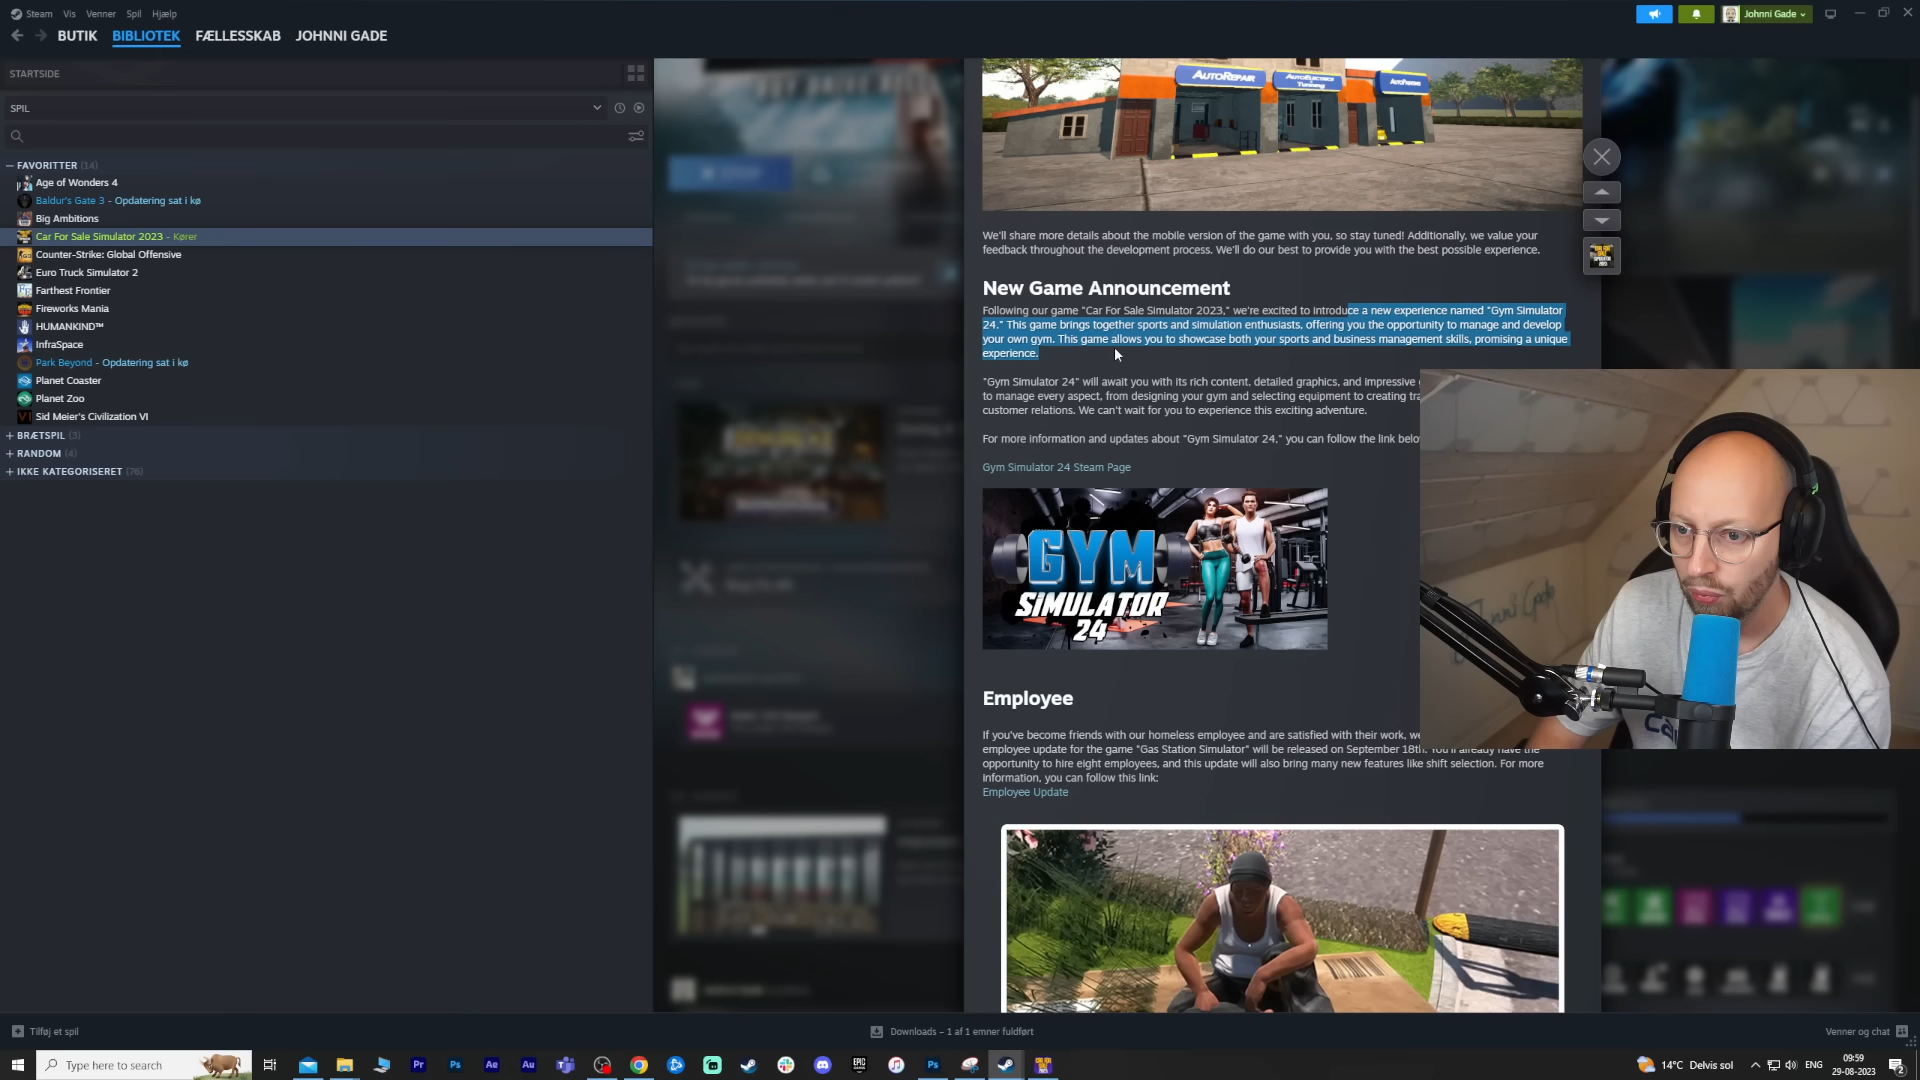 Steam Vis Venner Spil Hjælp
Johnni Gade
BUTIK BIBLIOTEK FÆLLESSKAB JOHNNI GADE
STARTSIDE
SPIL
FAVORITTER (14)
Age of Wonders 4
Baldur's Gate 3 - Opdatering sat i kø
Big Ambitions
Car For Sale Simulator 2023 - Kører
Counter-Strike: Global Offensive
Euro Truck Simulator 2
Farthest Frontier
Fireworks Mania
HUMANKIND™
InfraSpace
Park Beyond - Opdatering sat i kø
Planet Coaster
Planet Zoo
Sid Meier's Civilization VI
BRÆTSPIL (3)
RANDOM (4)
IKKE KATEGORISERET (76)
AUTOREPAIR
We'll share more details about the mobile version of the game with you, so stay tuned! Additionally, we value your
feedback throughout the development process. We'll do our best to provide you with the best possible experience.
New Game Announcement
Following our game "Car For Sale Simulator 2023," we're excited to introduce a new experience named "Gym Simulator
24." This game brings together sports and simulation enthusiasts, offering you the opportunity to manage and develop
your own gym. This game allows you to showcase both your sports and business management skills, promising a unique
experience.
"Gym Simulator 24" will await you with its rich content, detailed graphics, and impressive
to manage every aspect, from designing your gym and selecting equipment to creating
customer relations. We can't wait for you to experience this exciting adventure.
For more information and updates about "Gym Simulator 24," you can follow the link
Gym Simulator 24 Steam Page
GYM
SIMULATOR
24
Employee
If you've become friends with our homeless employee and are satisfied with their work,
employee update for the game "Gas Station Simulator" will be released on September 18th. You'll already have the
opportunity to hire eight employees, and this update will also bring many new features like shift selection. For more
information, you can follow this link:
Employee Update
Tilføj et spil
Downloads – 1 af 1 emner fuldført
Venner og chat
Type here to search
Pr Ps Ae Au
EPIC
Ps
14°C Delvis sol
ENG
09:59
29-08-2023
2